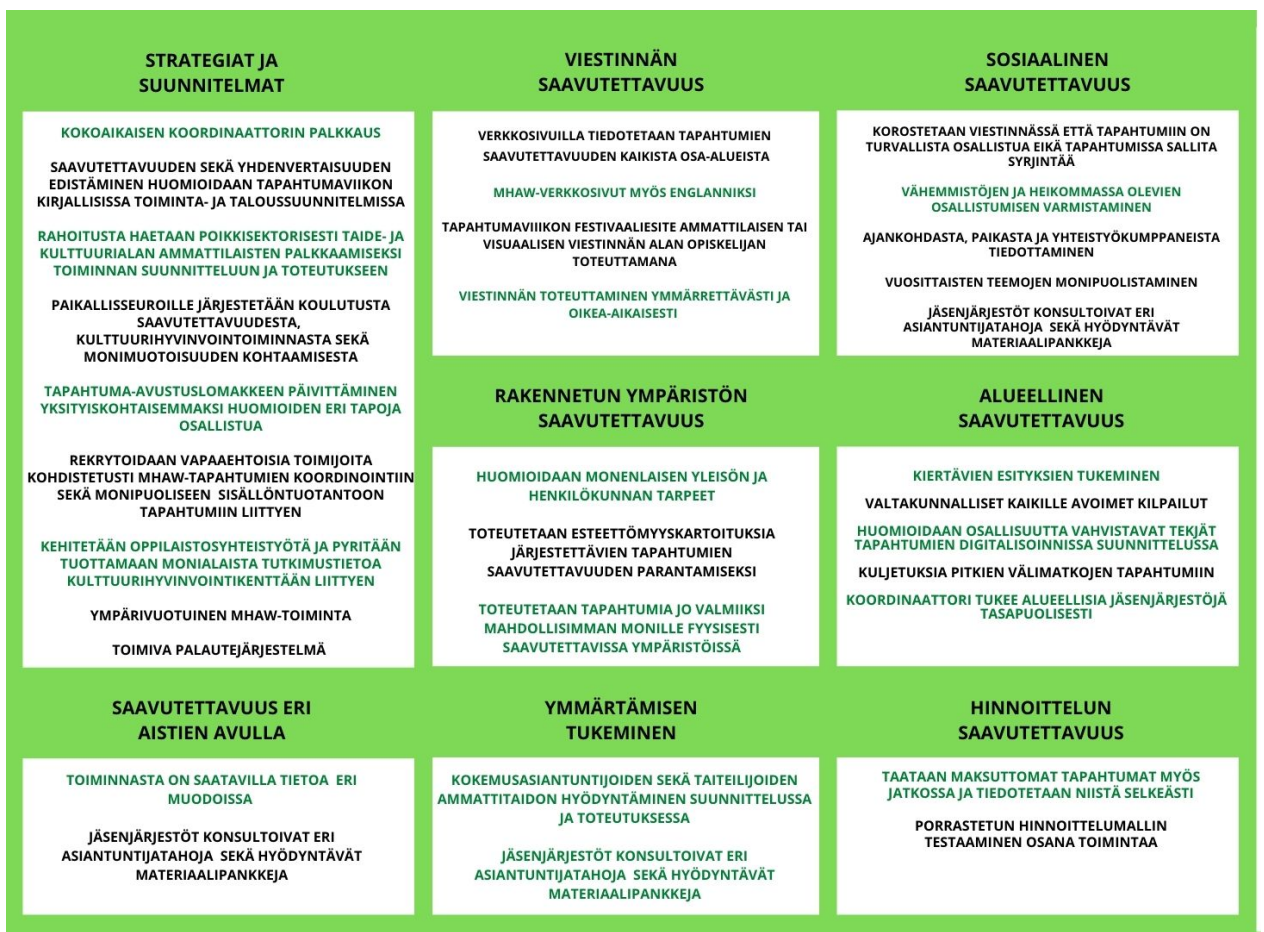 STRATEGIAT JA
SUUNNITELMAT
KOKOAIKAISEN KOORDINAATTORIN PALKKAUS
SAAVUTETTAVUUDEN SEKÄ YHDENVERTAISUUDEN
EDISTÄMINEN HUOMIOIDAAN TAPAHTUMAVIIKON
KIRJALLISISSA TOIMINTA- JA TALOUSSUUNNITELMISSA
RAHOITUSTA HAETAAN POIKKISEKTORISESTI TAIDE- JA
KULTTUURIALAN AMMATTILAISTEN PALKKAAMISEKSI
TOIMINNAN SUUNNITTELUUN JA TOTEUTUKSEEN
PAIKALLISSEUROILLE JÄRJESTETÄÄN KOULUTUSTA
SAAVUTETTAVUUDESTA,
KULTTUURIHYVINVOINTOIMINNASTA SEKÄ
MONIMUOTOISUUDEN KOHTAAMISESTA
TAPAHTUMA-AVUSTUSLOMAKKEEN PÄIVITTÄMINEN
YKSITYISKOHTAISEMMAKSI HUOMIOIDEN ERI TAPOJA
OSALLISTUA
REKRYTOIDAAN VAPAAEHTOISIA TOIMIJOITA
KOHDISTETUSTI MHAW-TAPAHTUMIEN KOORDINOINTIIN
SEKÄ MONIPUOLISEEN SISÄLLÖNTUOTANTOON
TAPAHTUMIIN LIITTYEN
KEHITETÄÄN OPPILAISTOSYHTEISTYÖTÄ JA PYRITÄÄN
TUOTTAMAAN MONIALAISTA TUTKIMUSTIETOA
KULTTUURIHYVINVOINTIKENTTÄÄN LIITTYEN
YMPÄRIVUOTUINEN MHAW-TOIMINTA
TOIMIVA PALAUTEJÄRJESTELMÄ
VIESTINNÄN
SAAVUTETTAVUUS
VERKKOSIVUILLA TIEDOTETAAN TAPAHTUMIEN
SAAVUTETTAVUUDEN KAIKISTA OSA-ALUEISTA
MHAW-VERKKOSIVUT MYÖS ENGLANNIKSI
TAPAHTUMAVIIKON FESTIVAALIESITE AMMATTILAISEN TAI
VISUAALISEN VIESTINNÄN ALAN OPISKELIJAN
TOTEUTTAMANA
VIESTINNÄN TOTEUTTAMINEN YMMÄRRETTÄVÄSTI JA
OIKEA-AIKAISESTI
SOSIAALINEN
SAAVUTETTAVUUS
KOROSTETAAN VIESTINNÄSSÄ ETTÄ TAPAHTUMIIN ON
TURVALLISTA OSALLISTUA EIKÄ TAPAHTUMISSA SALLITA
SYRJINTÄÄ
VÄHEMMISTÖJEN JA HEIKOMMASSA OLEVIEN
OSALLISTUMISEN VARMISTAMINEN
AJANKOHDASTA, PAIKASTA JA YHTEISTYÖKUMPPANEISTA
TIEDOTTAMINEN
VUOSITTAISTEN TEEMOJEN MONIPUOLISTAMINEN
JÄSENJÄRJESTÖT KONSULTOIVAT ERI
ASIANTUNTIJATAHOJA SEKÄ HYÖDYNTÄVÄT
MATERIAALIPANKKEJA
RAKENNETUN YMPÄRISTÖN
SAAVUTETTAVUUS
HUOMIOIDAAN MONENLAISEN YLEISÖN JA
HENKILÖKUNNAN TARPEET
TOTEUTETAAN ESTEETTÖMYYSKARTOITUKSIA
JÄRJESTETTÄVIEN TAPAHTUMIEN
SAAVUTETTAVUUDEN PARANTAMISEKSI
TOTEUTETAAN TAPAHTUMIA JO VALMIIKSI
MAHDOLLISIMMAN MONILLE FYYSISESTI
SAAVUTETTAVISSA YMPÄRISTÖISSÄ
ALUEELLINEN
SAAVUTETTAVUUS
KIERTÄVIEN ESITYKSIEN TUKEMINEN
VALTAKUNNALLISET KAIKILLE AVOIMET KILPAILUT
HUOMIOIDAAN OSALLISUUTTA VAHVISTAVAT TEKJÄT
TAPAHTUMIEN DIGITALISOINNISSA SUUNNITTELUSSA
KULJETUKSIA PITKIEN VÄLIMATKOJEN TAPAHTUMIIN
KOORDINAATTORI TUKEE ALUEELLISIA JÄSENJÄRJESTÖJÄ
TASAPUOLISESTI
SAAVUTETTAVUUS ERI
AISTIEN AVULLA
TOIMINNASTA ON SAATAVILLA TIETOA ERI
MUODOISSA
JÄSENJÄRJESTÖT KONSULTOIVAT ERI
ASIANTUNTIJATAHOJA SEKÄ HYÖDYNTÄVÄT
MATERIAALIPANKKEJA
YMMÄRTÄMISEN
TUKEMINEN
KOKEMUSASIANTUNTIJOIDEN SEKÄ TAITEILIJOIDEN
AMMATTITAIDON HYÖDYNTÄMINEN SUUNNITTELUSSA
JA TOTEUTUKSESSA
JÄSENJÄRJESTÖT KONSULTOIVAT ERI
ASIANTUNTIJATAHOJA SEKÄ HYÖDYNTÄVÄT
MATERIAALIPANKKEJA
HINNOITTELUN
SAAVUTETTAVUUS
TAATAAN MAKSUTTOMAT TAPAHTUMAT MYÖS
JATKOSSA JA TIEDOTETAAN NIISTÄ SELKEÄSTI
PORRASTETUN HINNOITTELUMALLIN
TESTAAMINEN OSANA TOIMINTAA